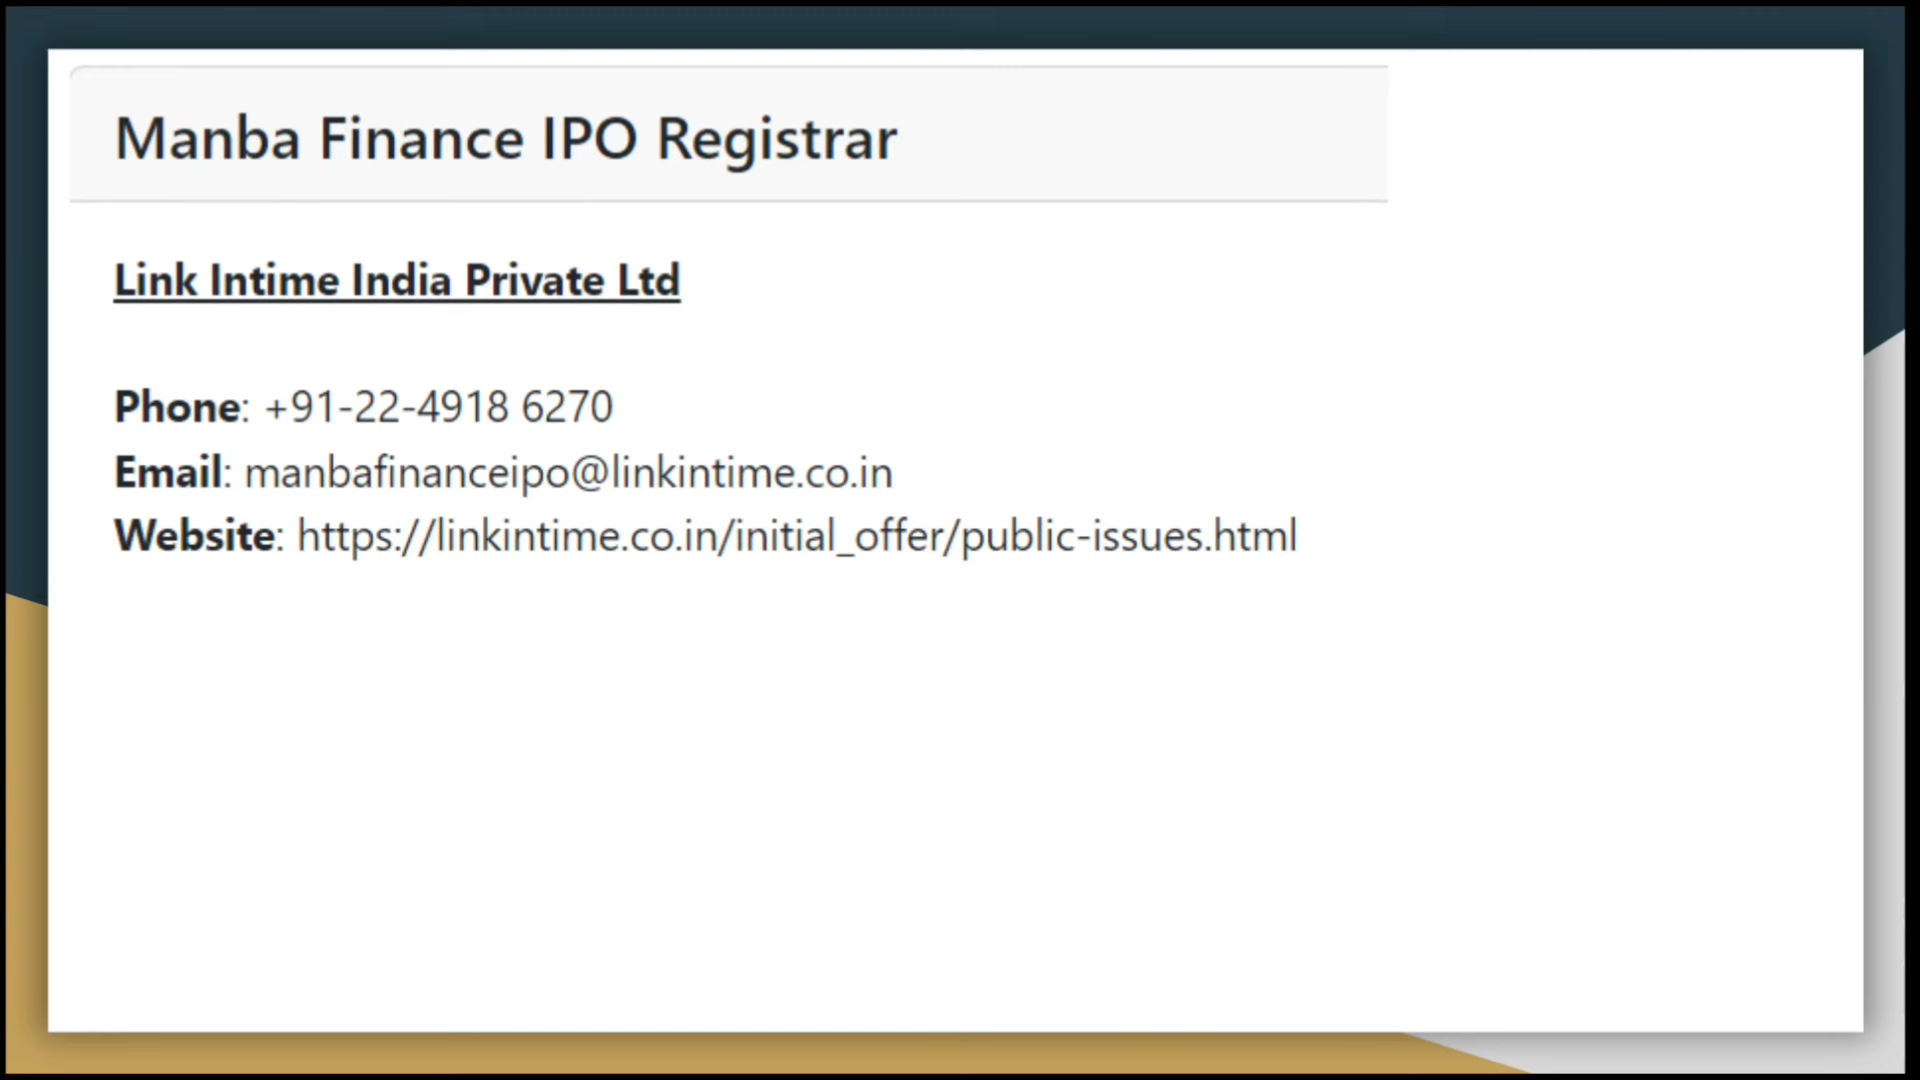 Manba Finance IPO Registrar
Link Intime India Private Ltd
Phone: +91-22-4918 6270
Email: manbafinanceipo@linkintime.co.in
Website: https://linkintime.co.in/initial_offer/public-issues.html